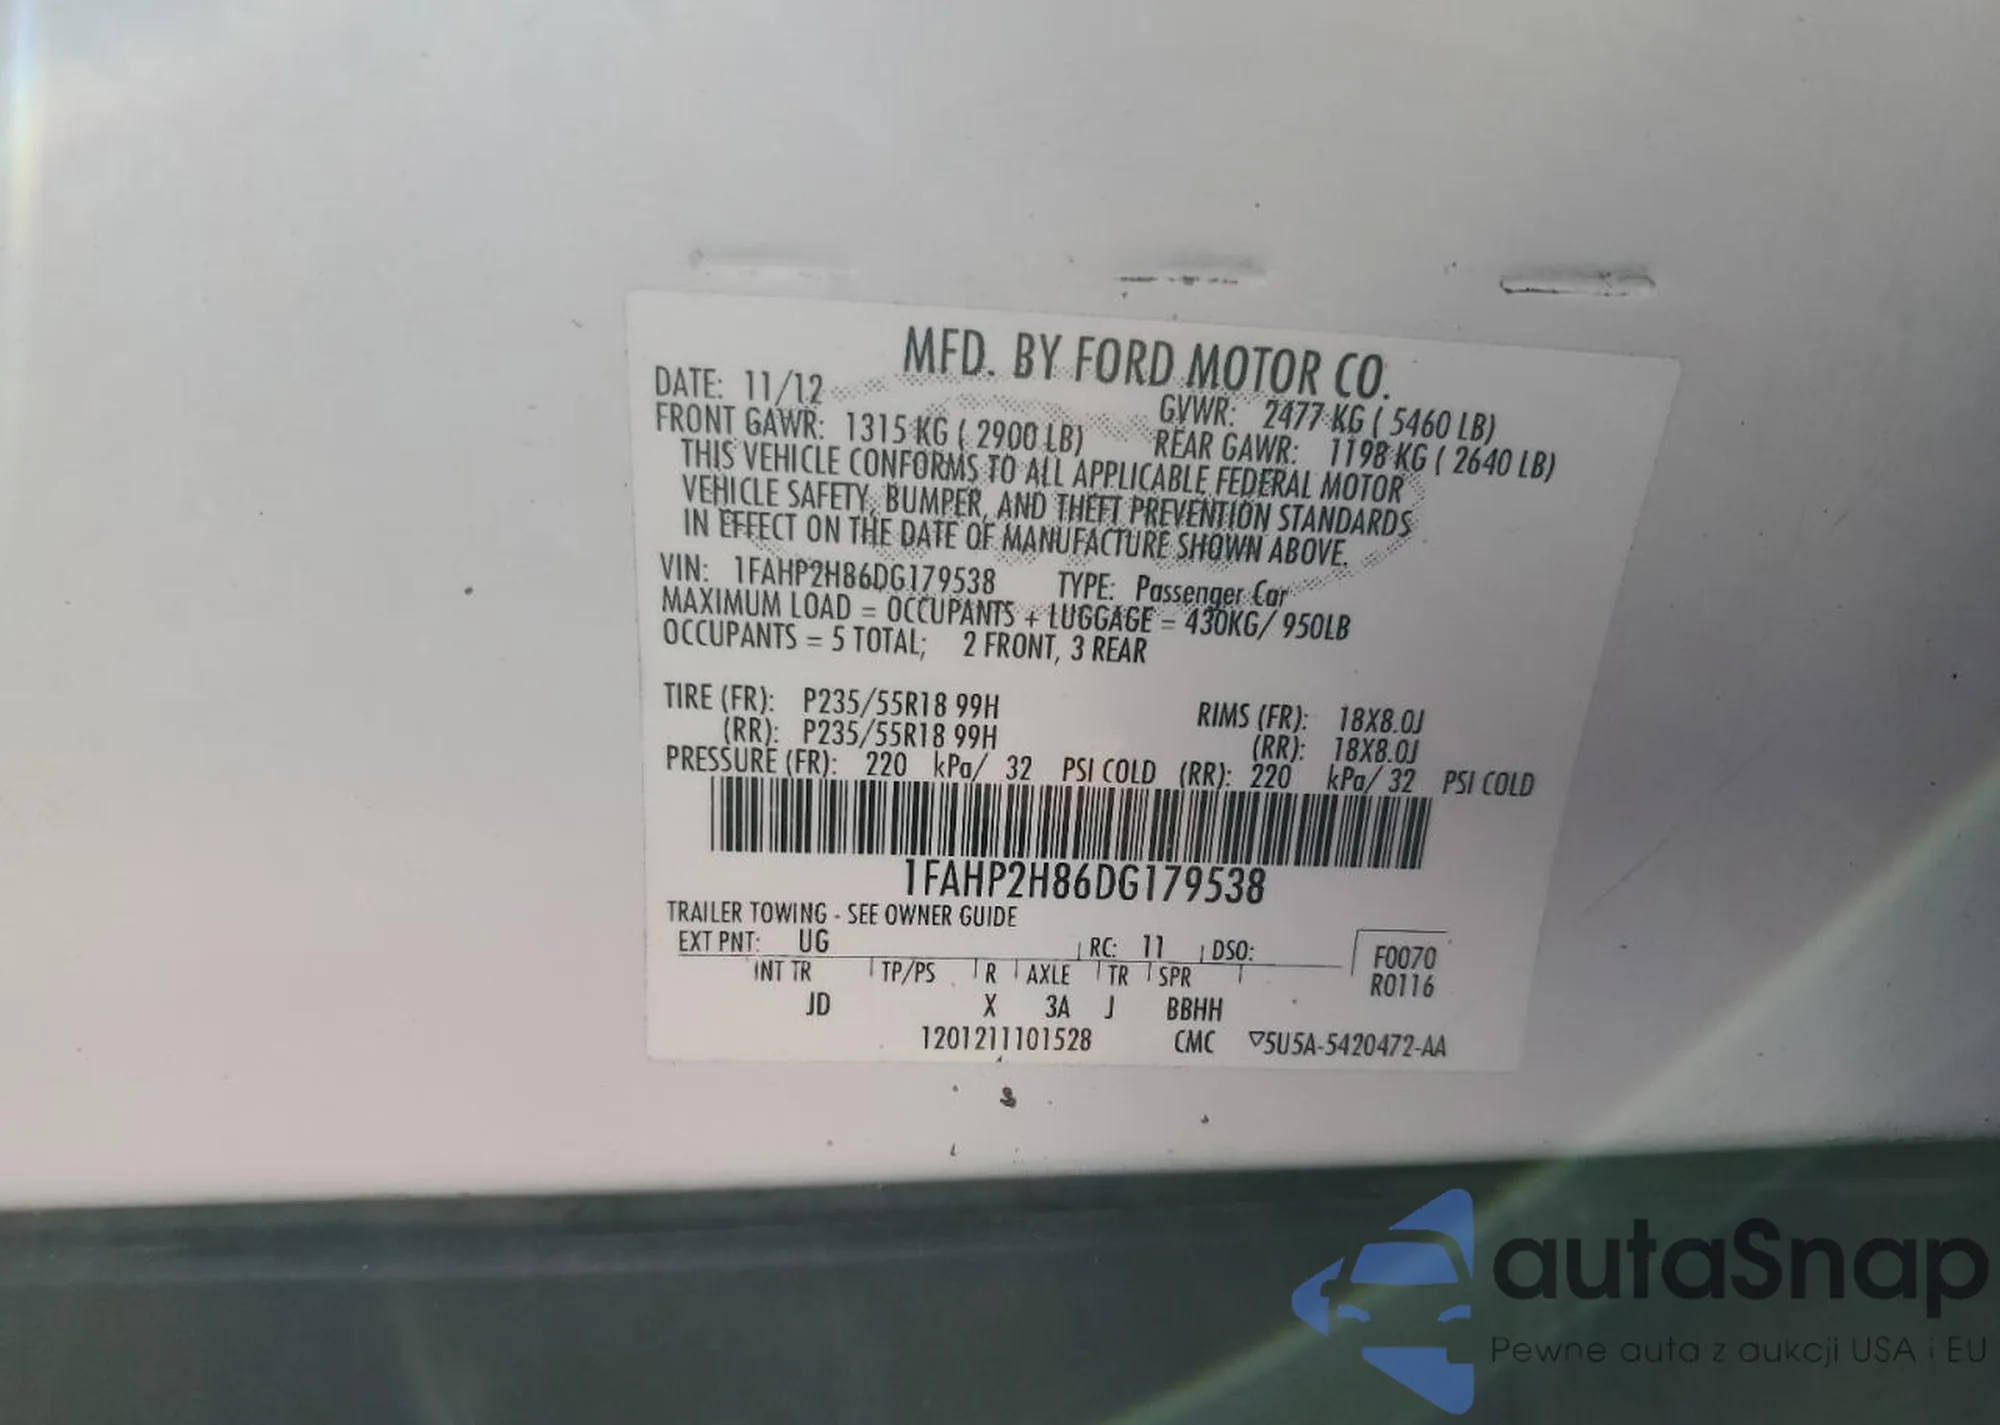 MFD. BY FORD MOTOR CO.
DATE: 11/12 GVWR: 2477 KG ( 5460 LB)
FRONT GAWR: 1315 KG ( 2900 LB) REAR GAWR: 1198 KG ( 2640 LB)
THIS VEHICLE CONFORMS TO ALL APPLICABLE FEDERAL MOTOR
VEHICLE SAFETY, BUMPER, AND THEFT PREVENTION STANDARDS
IN EFFECT ON THE DATE OF MANUFACTURE SHOWN ABOVE.
VIN: 1FAHP2H86DG179538 TYPE: Passenger Car
MAXIMUM LOAD = OCCUPANTS + LUGGAGE = 430KG/ 950LB
OCCUPANTS = 5 TOTAL; 2 FRONT, 3 REAR
TIRE (FR): P235/55R18 99H RIMS (FR): 18X8.0J
(RR): P235/55R18 99H (RR): 18X8.0J
PRESSURE (FR): 220 kPa/ 32 PSI COLD (RR): 220 kPa/ 32 PSI COLD
1FAHP2H86DG179538
TRAILER TOWING - SEE OWNER GUIDE
EXT PNT: UG RC: 11 DSO: F0070
INT TR TP/PS R AXLE TR SPR R0116
JD X 3A J BBHH
1201211101528 CMC ▽5U5A-5420472-AA
autaSnap
Pewne auta z aukcji USA i EU